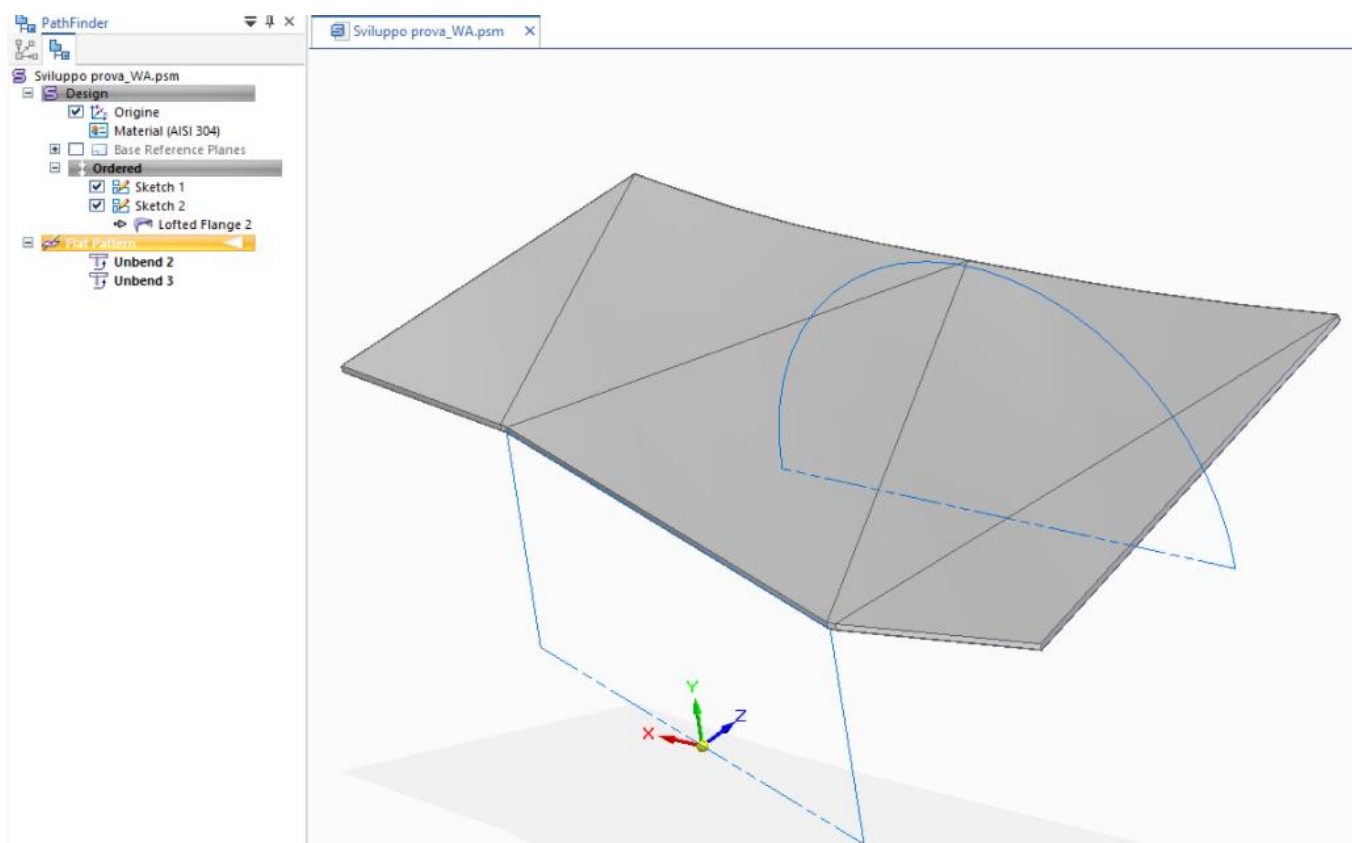 PathFinder
Sviluppo prova_WA.psm
Sviluppo prova_WA.psm
Design
Origine
Material (AISI 304)
Base Reference Planes
Ordered
Sketch 1
Sketch 2
Lofted Flange 2
Flat Pattern
Unbend 2
Unbend 3
Y
Z
X